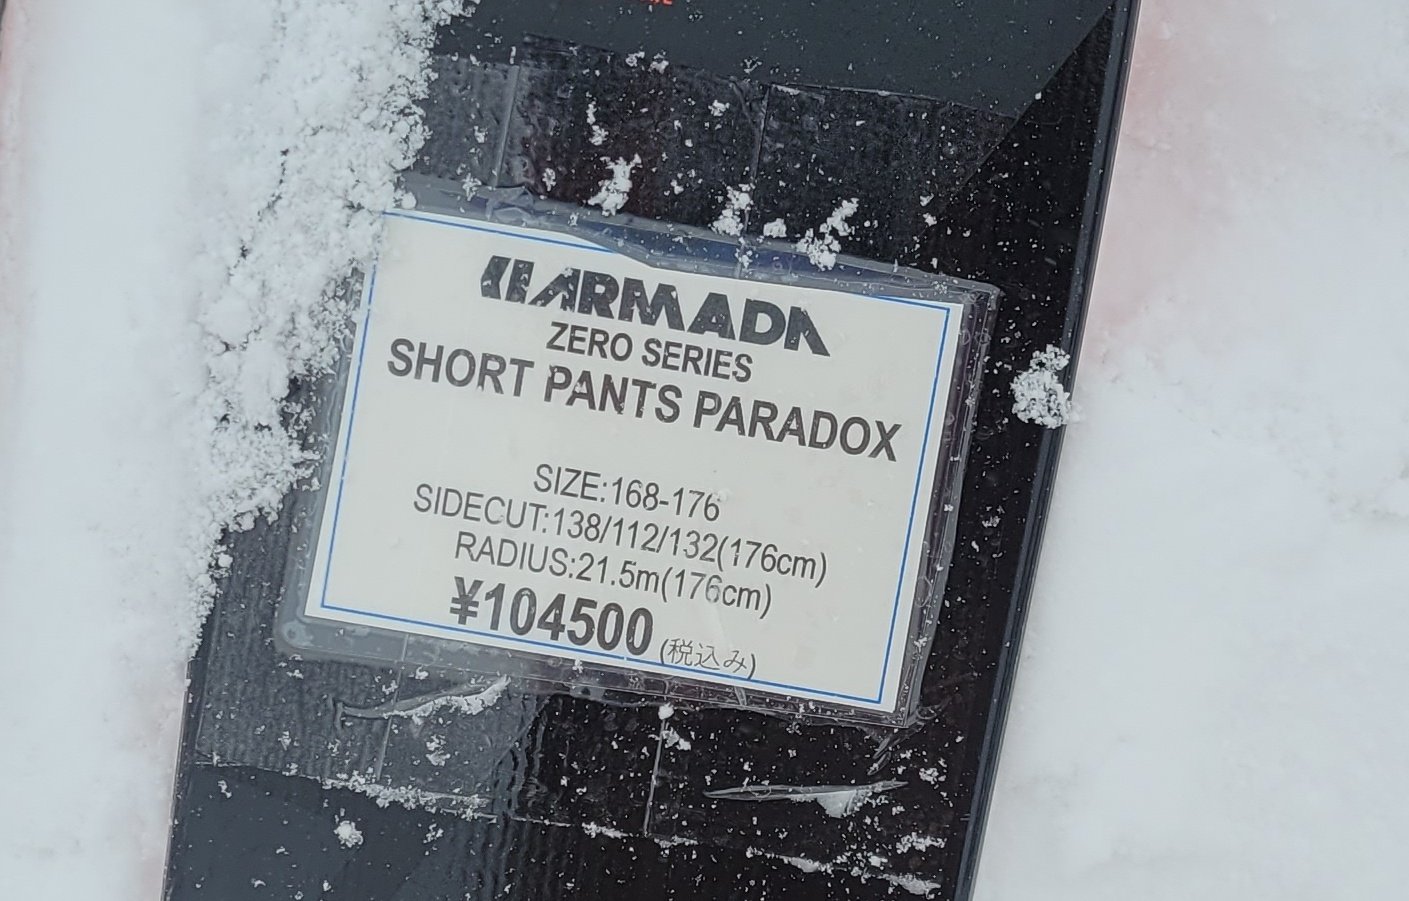 ARMADA
ZERO SERIES
SHORT PANTS PARADOX
SIZE:168-176
SIDECUT:138/112/132(176cm)
RADIUS:21.5m(176cm)
¥104500(税込み)